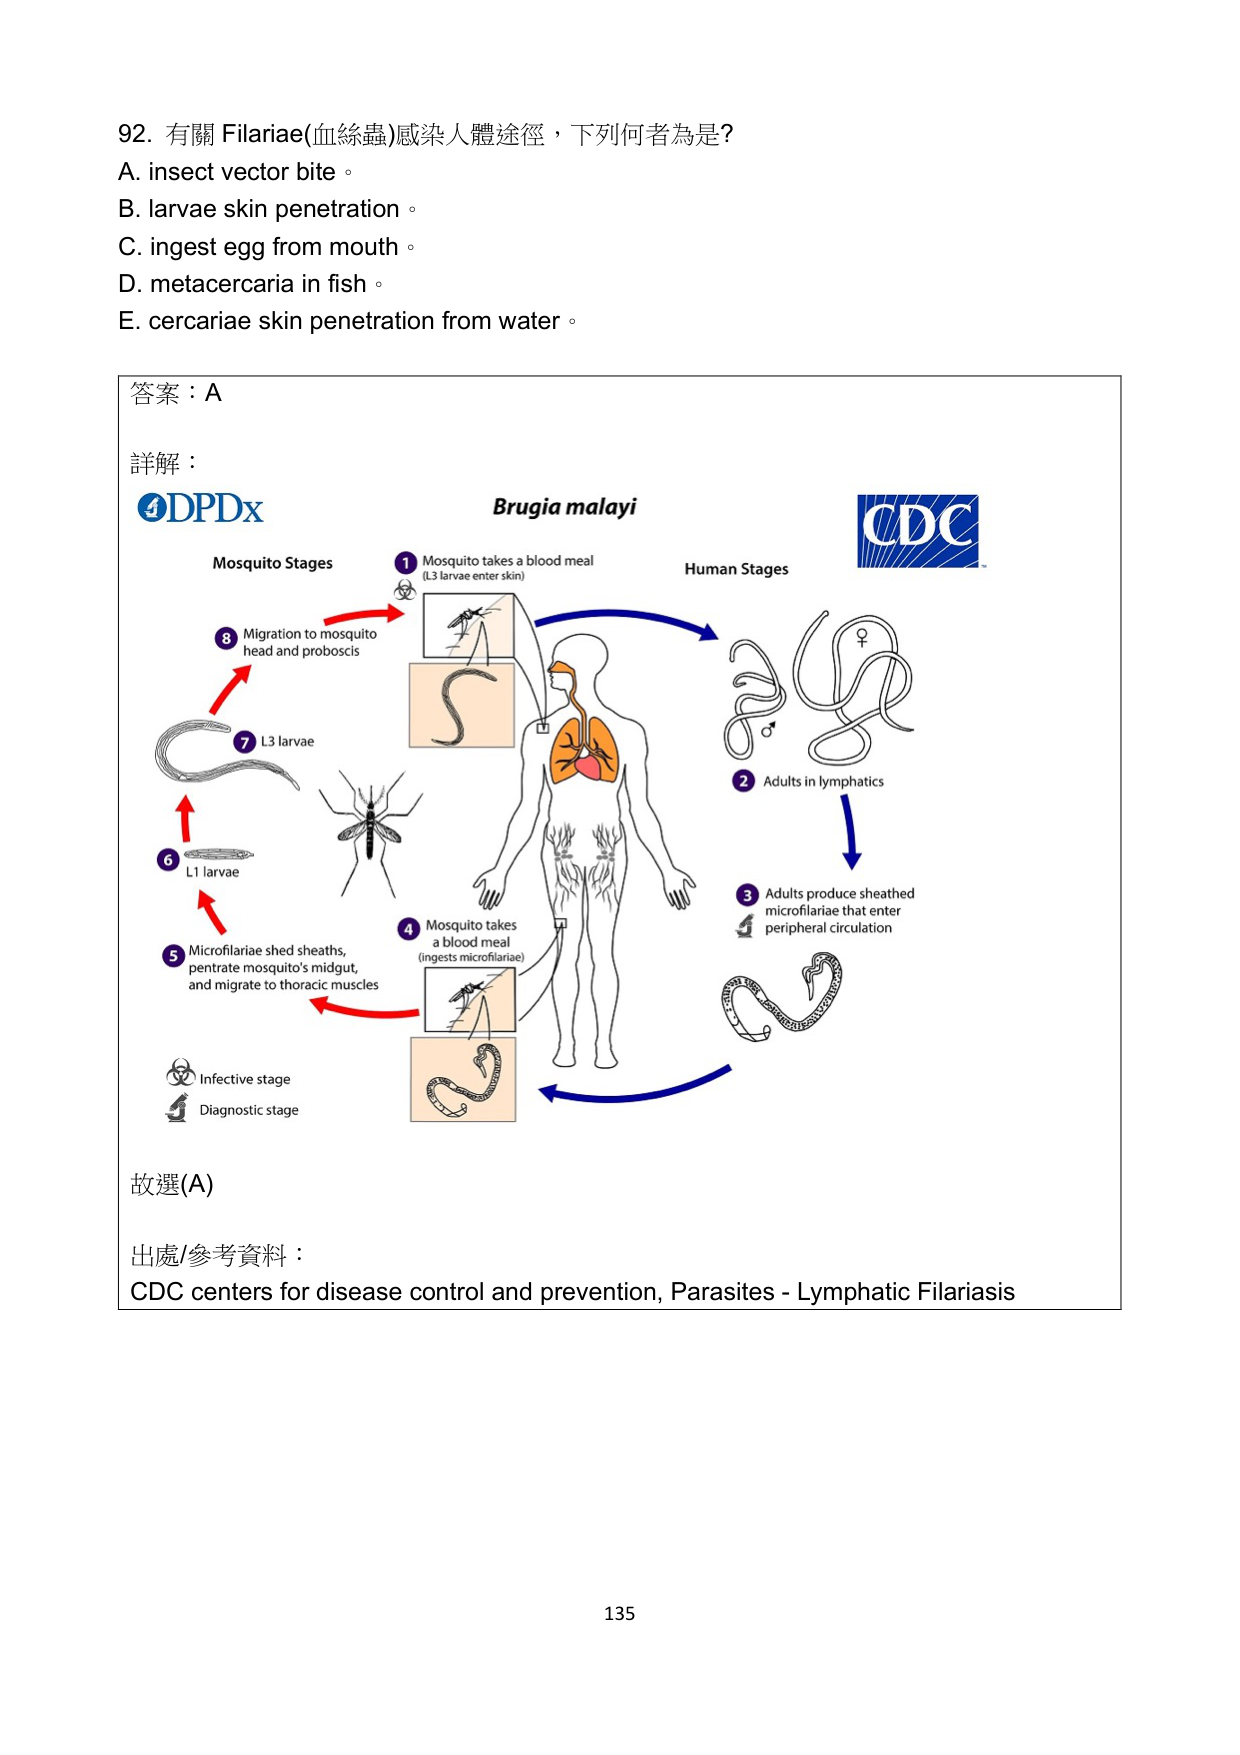 92. 有關 Filariae(血絲蟲)感染人體途徑，下列何者為是?
A. insect vector bite。
B. larvae skin penetration。
C. ingest egg from mouth。
D. metacercaria in fish。
E. cercariae skin penetration from water。
答案：A
詳解：
DPDx
Brugia malayi
CDC
™
Mosquito Stages
1 Mosquito takes a blood meal
(L3 larvae enter skin)
Human Stages
8 Migration to mosquito
head and proboscis
♀
♂
7 L3 larvae
2 Adults in lymphatics
6
L1 larvae
3 Adults produce sheathed
microfilariae that enter
peripheral circulation
4 Mosquito takes
a blood meal
(ingests microfilariae)
5 Microfilariae shed sheaths,
pentrate mosquito's midgut,
and migrate to thoracic muscles
Infective stage
Diagnostic stage
故選(A)
出處/參考資料：
CDC centers for disease control and prevention, Parasites - Lymphatic Filariasis
135